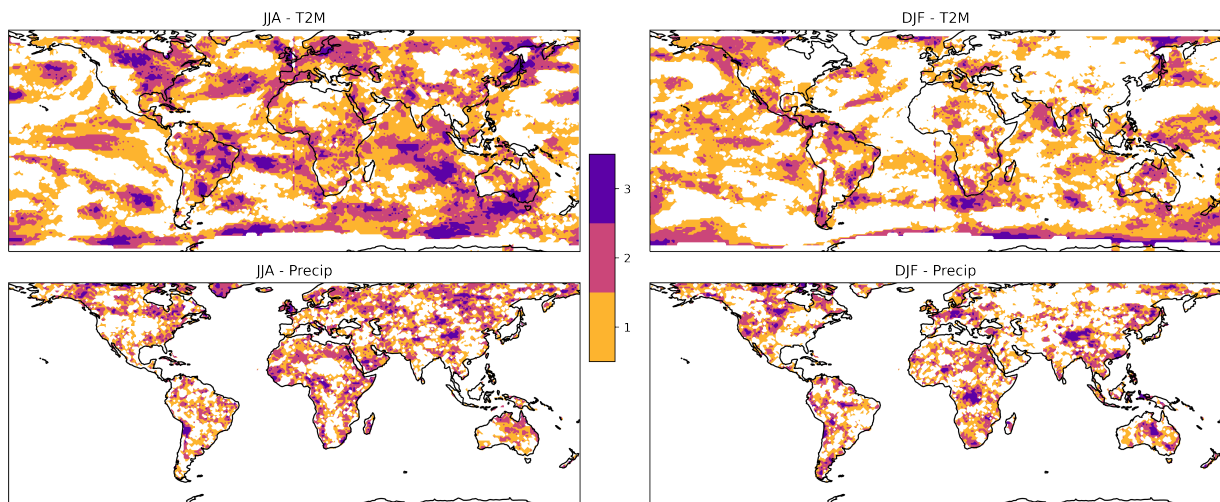 JJA - T2M
DJF - T2M
3
2
1
JJA - Precip
DJF - Precip